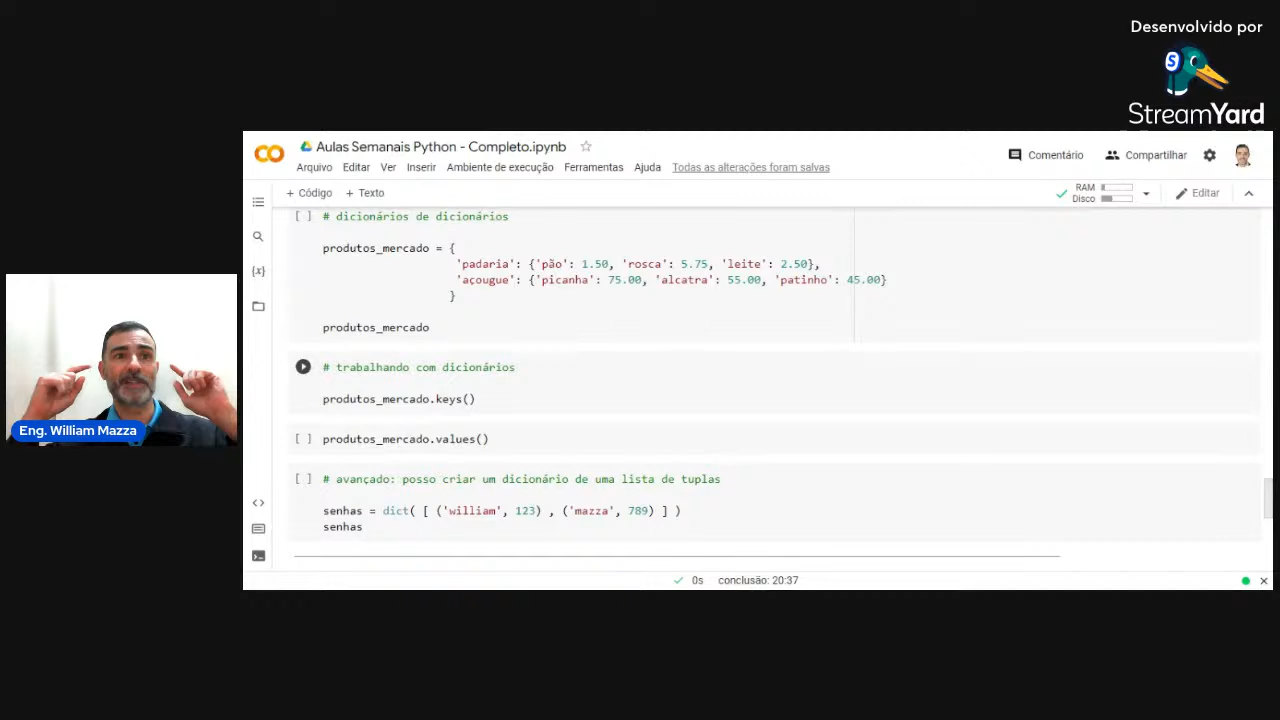 Desenvolvido por
S
StreamYard
Aulas Semanais Python - Completo.ipynb
Comentário
Compartilhar
Arquivo Editar Ver Inserir Ambiente de execução Ferramentas Ajuda Todas as alterações foram salvas
+ Código + Texto
RAM
Disco
Editar
[ ] # dicionários de dicionários
produtos_mercado = {
'padaria': {'pão': 1.50, 'rosca': 5.75, 'leite': 2.50},
'açougue': {'picanha': 75.00, 'alcatra': 55.00, 'patinho': 45.00}
}
produtos_mercado
# trabalhando com dicionários
produtos_mercado.keys()
[ ] produtos_mercado.values()
[ ] # avançado: posso criar um dicionário de uma lista de tuplas
senhas = dict( [ ('william', 123) , ('mazza', 789) ] )
senhas
{x}
<>
0s conclusão: 20:37
Eng. William Mazza